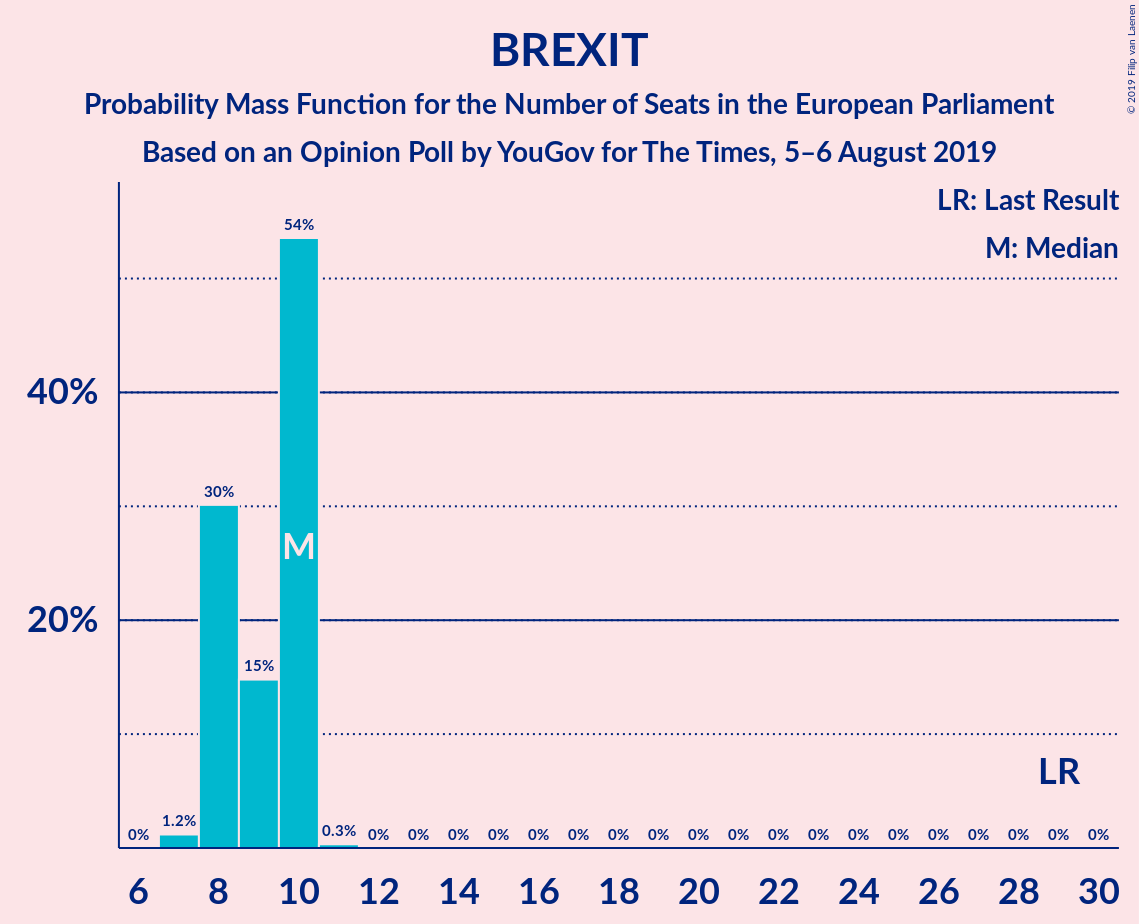 BREXIT
Probability Mass Function for the Number of Seats in the European Parliament
Based on an Opinion Poll by YouGov for The Times, 5–6 August 2019
© 2019 Filip van Laenen
LR: Last Result
M: Median
54%
40%
30%
M
20%
15%
LR
0% 1.2% 0.3% 0% 0% 0% 0% 0% 0% 0% 0% 0% 0% 0% 0% 0% 0% 0% 0% 0% 0%
6 8 10 12 14 16 18 20 22 24 26 28 30